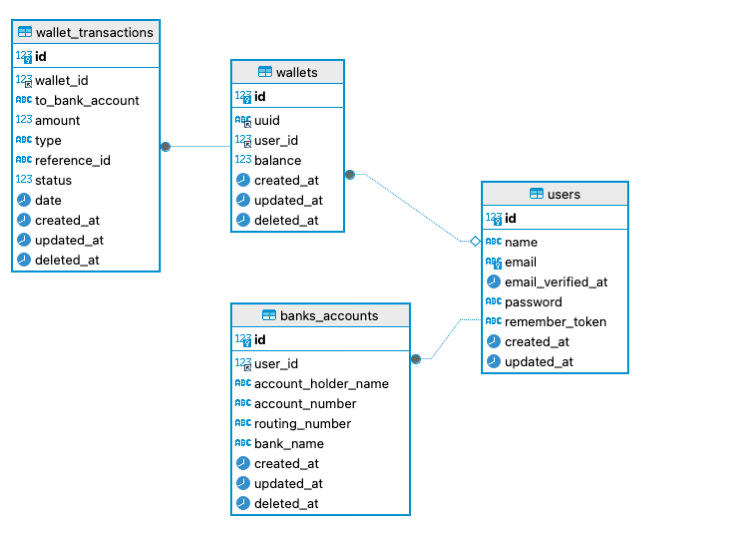 wallet_transactions
123 id
123 wallet_id
ABC to_bank_account
123 amount
ABC type
ABC reference_id
123 status
date
created_at
updated_at
deleted_at
wallets
123 id
ABC uuid
123 user_id
123 balance
created_at
updated_at
deleted_at
users
123 id
ABC name
ABC email
email_verified_at
ABC password
ABC remember_token
created_at
updated_at
banks_accounts
123 id
123 user_id
ABC account_holder_name
ABC account_number
ABC routing_number
ABC bank_name
created_at
updated_at
deleted_at